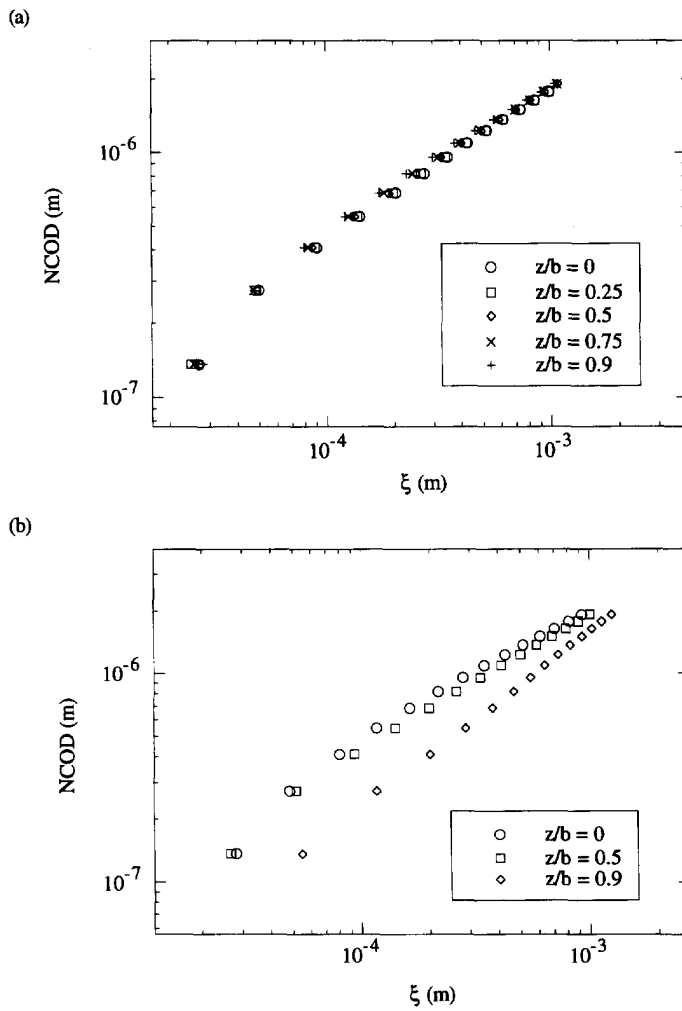 (a)
NCOD (m)
10⁻⁶
10⁻⁷
z/b = 0
z/b = 0.25
z/b = 0.5
z/b = 0.75
z/b = 0.9
10⁻⁴
10⁻³
ξ (m)
(b)
NCOD (m)
10⁻⁶
10⁻⁷
z/b = 0
z/b = 0.5
z/b = 0.9
10⁻⁴
10⁻³
ξ (m)